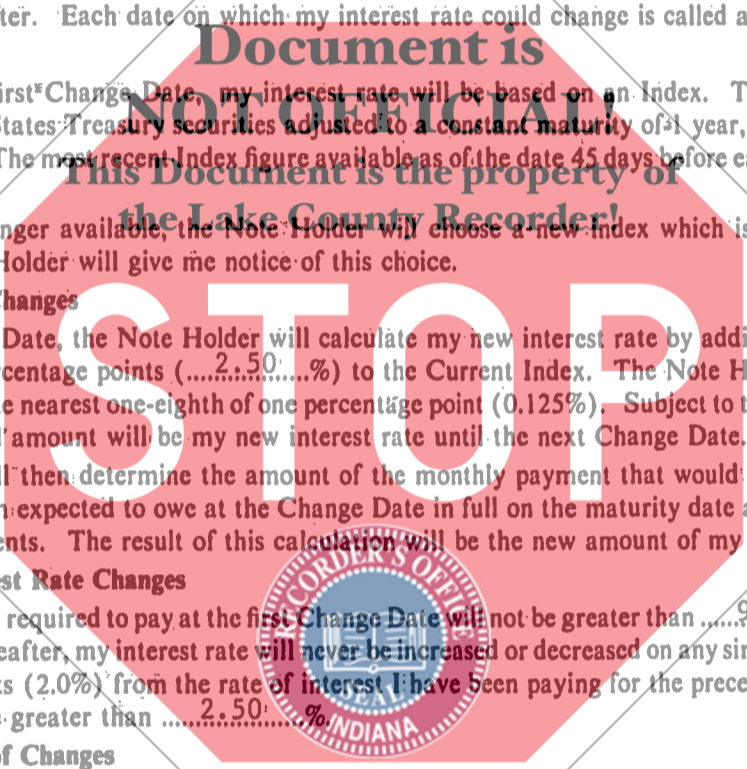 ter. Each date on which my interest rate could change is called a
Document is
irst Change Date, my interest rate will be based on an Index. T
NOT OFFICIAL!
States Treasury securities adjusted to a constant maturity of 1 year,
The most recent Index figure available as of the date 45 days before ea
This Document is the property of
the Lake County Recorder!
nger available, the Note Holder will choose a new Index which is
Holder will give me notice of this choice.
Changes
STOP
Date, the Note Holder will calculate my new interest rate by addi
rcentage points (.....2.50.....%) to the Current Index. The Note H
e nearest one-eighth of one percentage point (0.125%). Subject to t
amount will be my new interest rate until the next Change Date.
ll then determine the amount of the monthly payment that would
n expected to owe at the Change Date in full on the maturity date a
ents. The result of this calculation will be the new amount of my
est Rate Changes
required to pay at the first Change Date will not be greater than ......9
eafter, my interest rate will never be increased or decreased on any sin
ts (2.0%) from the rate of interest I have been paying for the prece
greater than .....2.50.....%.
RECORDER'S OFFICE
SEAL
INDIANA
of Changes